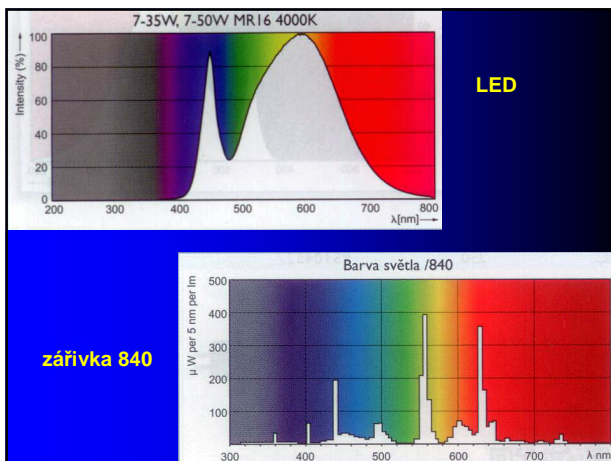 7-35W, 7-50W MR16 4000K
Intensity (%)
100
80
60
40
20
0
200 300 400 500 600 700 800
λ[nm]
LED
Barva světla /840
µ W per 5 nm per lm
500
400
300
200
100
300 400 500 600 700 λ nm
zářivka 840